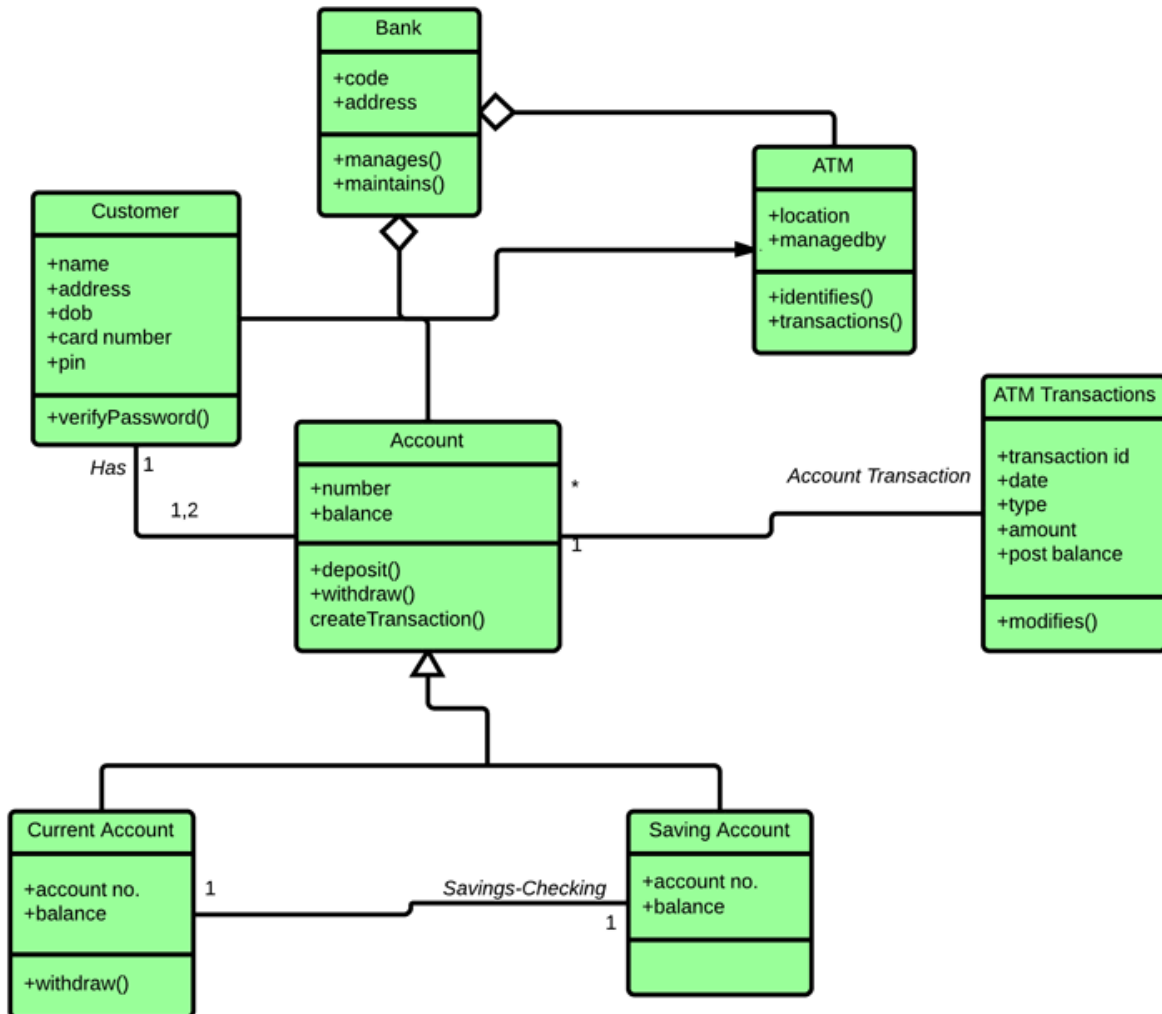 Bank
+code
+address
+manages()
+maintains()
ATM
+location
+managedby
+identifies()
+transactions()
Customer
+name
+address
+dob
+card number
+pin
+verifyPassword()
Has
1
1,2
Account
+number
+balance
+deposit()
+withdraw()
createTransaction()
*
1
Account Transaction
ATM Transactions
+transaction id
+date
+type
+amount
+post balance
+modifies()
Current Account
+account no.
+balance
+withdraw()
1
Savings-Checking
1
Saving Account
+account no.
+balance